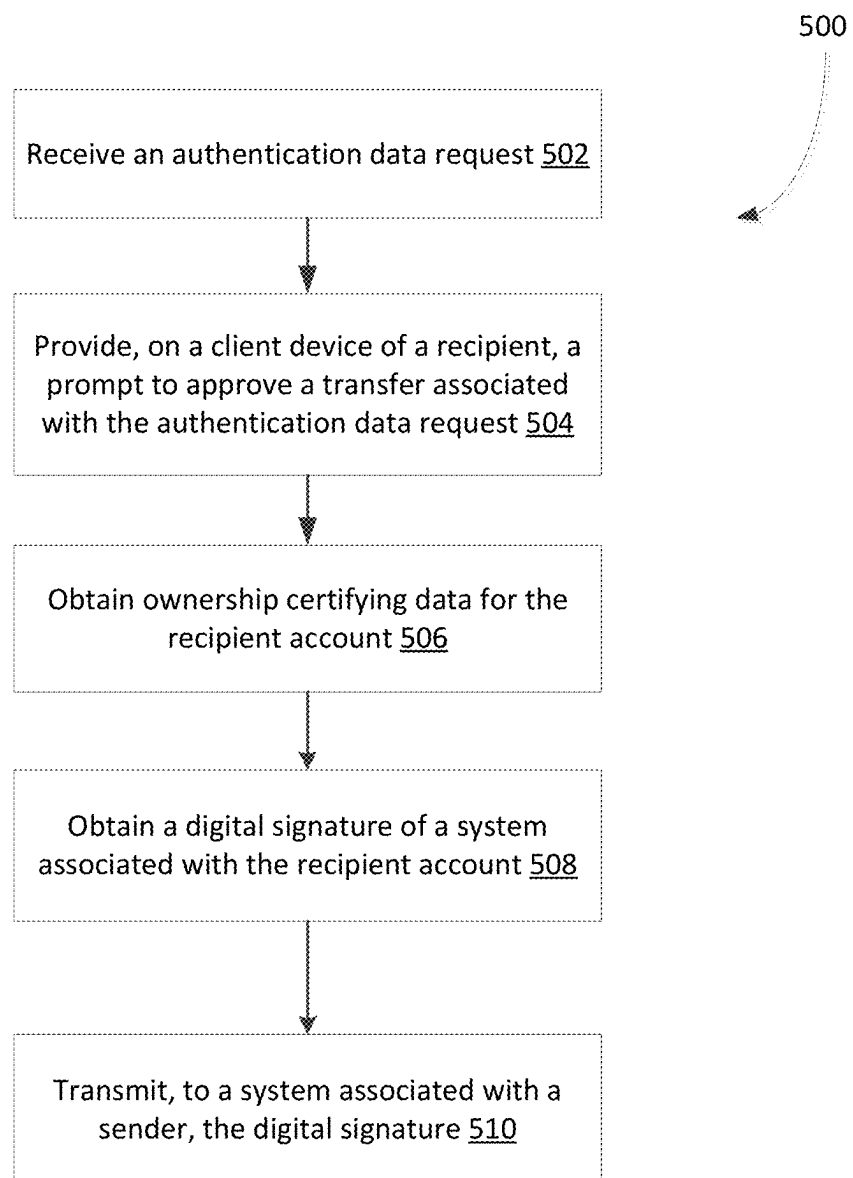 500
Receive an authentication data request 502
Provide, on a client device of a recipient, a
prompt to approve a transfer associated
with the authentication data request 504
Obtain ownership certifying data for the
recipient account 506
Obtain a digital signature of a system
associated with the recipient account 508
Transmit, to a system associated with a
sender, the digital signature 510